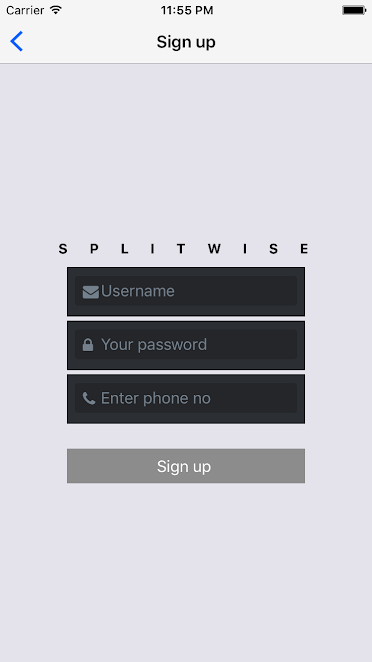 Carrier 11:55 PM
Sign up
S P L I T W I S E
Username
Your password
Enter phone no
Sign up